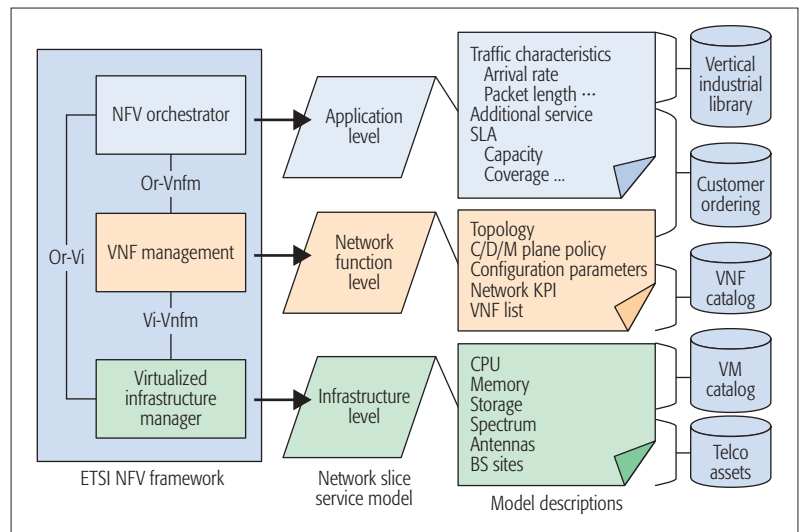 NFV orchestrator
Or-Vnfm
Or-Vi
VNF management
Vi-Vnfm
Virtualized
infrastructure
manager
ETSI NFV framework
Application
level
Network
function
level
Infrastructure
level
Network slice
service model
Traffic characteristics
Arrival rate
Packet length ...
Additional service
SLA
Capacity
Coverage ...
Topology
C/D/M plane policy
Configuration parameters
Network KPI
VNF list
CPU
Memory
Storage
Spectrum
Antennas
BS sites
Model descriptions
Vertical
industrial
library
Customer
ordering
VNF
catalog
VM
catalog
Telco
assets